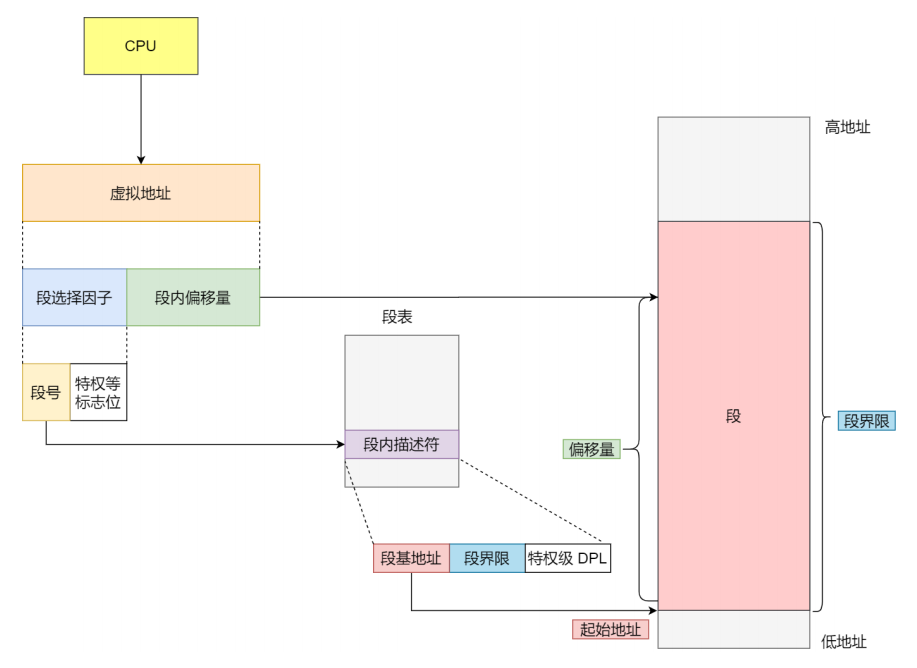 CPU
高地址
虚拟地址
段选择因子
段内偏移量
段表
段号
特权等
标志位
段
段界限
段内描述符
偏移量
段基地址
段界限
特权级 DPL
起始地址
低地址